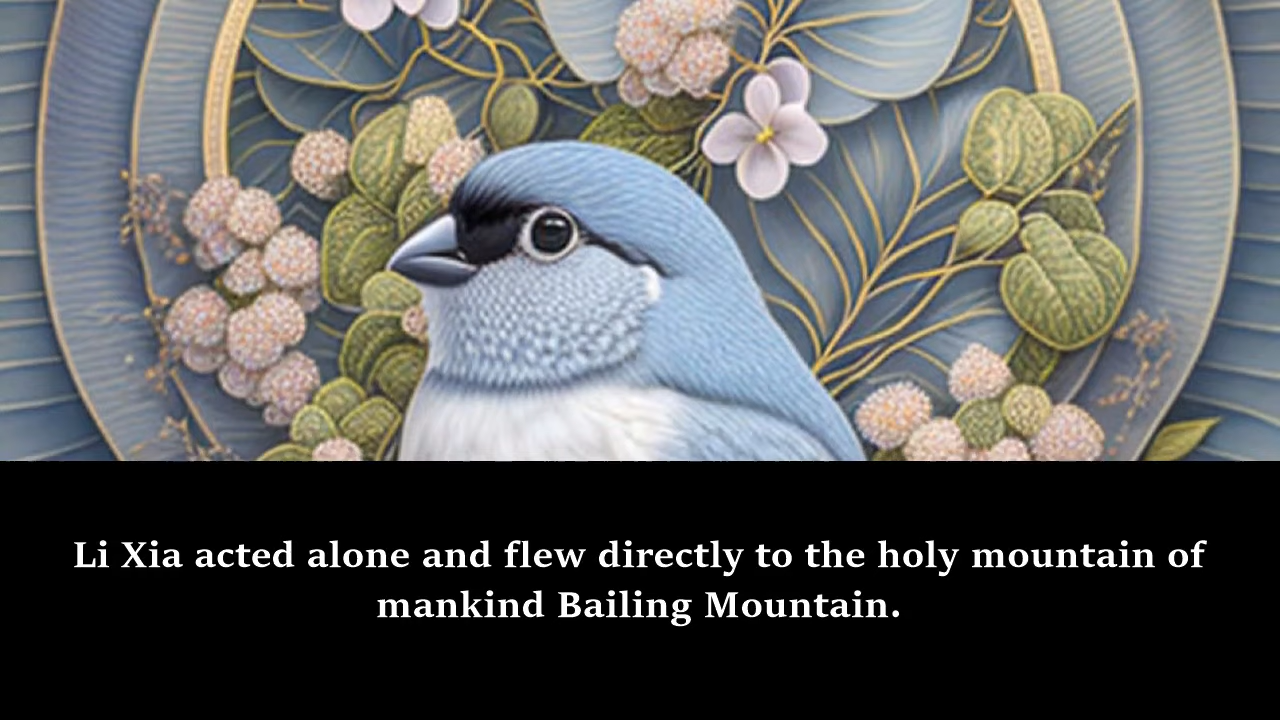 Li Xia acted alone and flew directly to the holy mountain of
mankind Bailing Mountain.